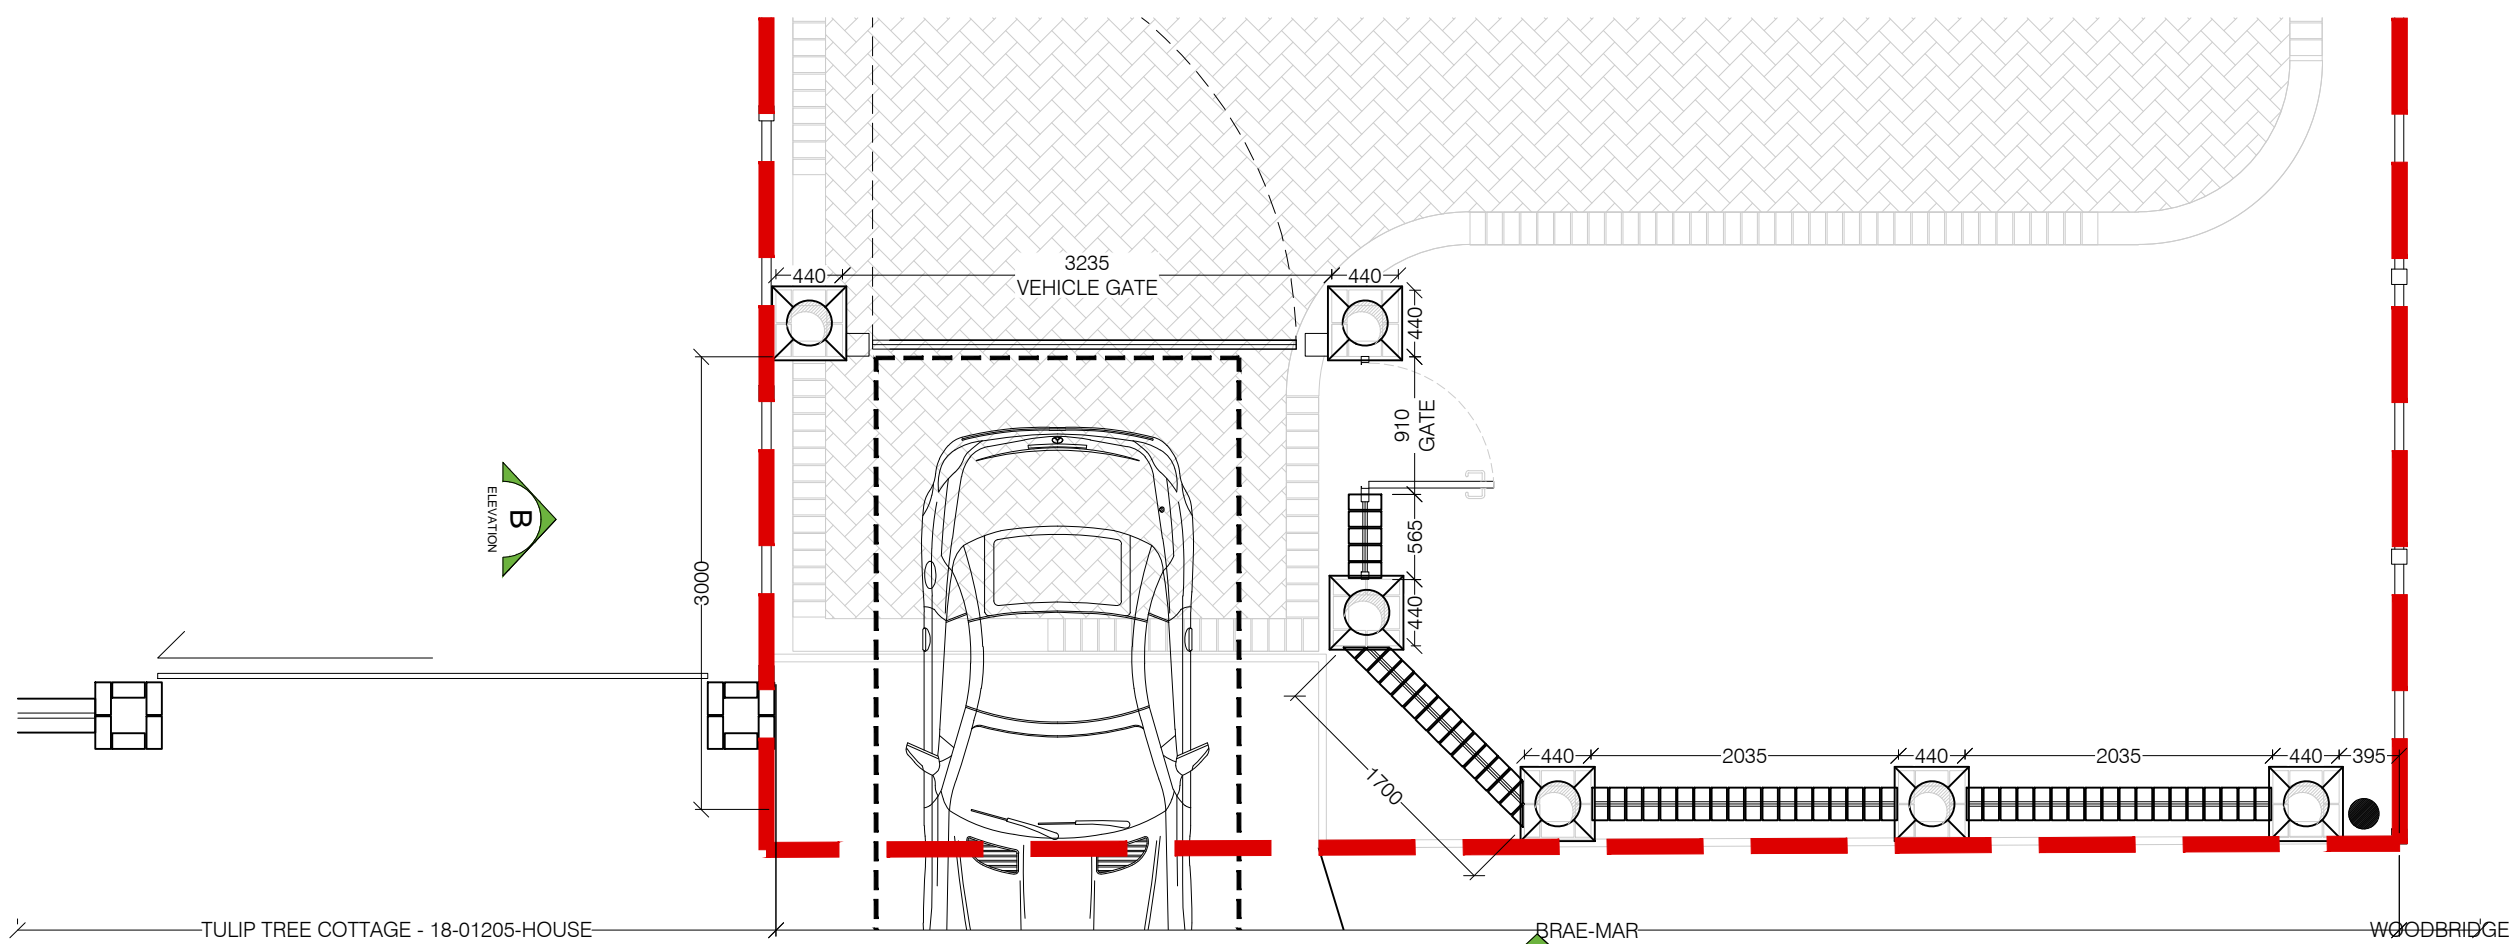 440
3235
VEHICLE GATE
440
440
910
GATE
565
440
B
ELEVATION
3000
1700
440
2035
440
2035
440
395
TULIP TREE COTTAGE - 18-01205-HOUSE
BRAE-MAR
WOODBRIDGE